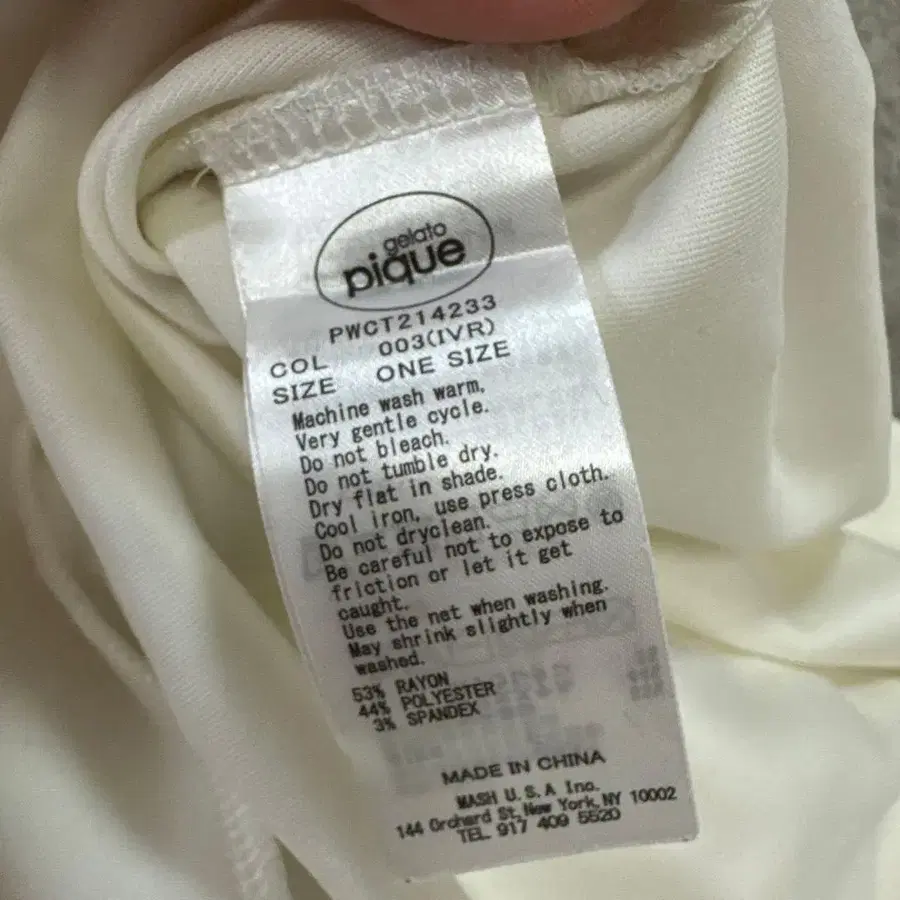 gelato
pique
PWCT214233
COL 003(IVR)
SIZE ONE SIZE
Machine wash warm,
Very gentle cycle.
Do not bleach.
Do not tumble dry.
Dry flat in shade.
Cool iron, use press cloth.
Do not dryclean.
Be careful not to expose to
friction or let it get
caught.
Use the net when washing.
May shrink slightly when
washed.
53% RAYON
44% POLYESTER
3% SPANDEX
MADE IN CHINA
MASH U.S.A Inc.
144 Orchard St, New York, NY 10002
TEL 917 409 5520